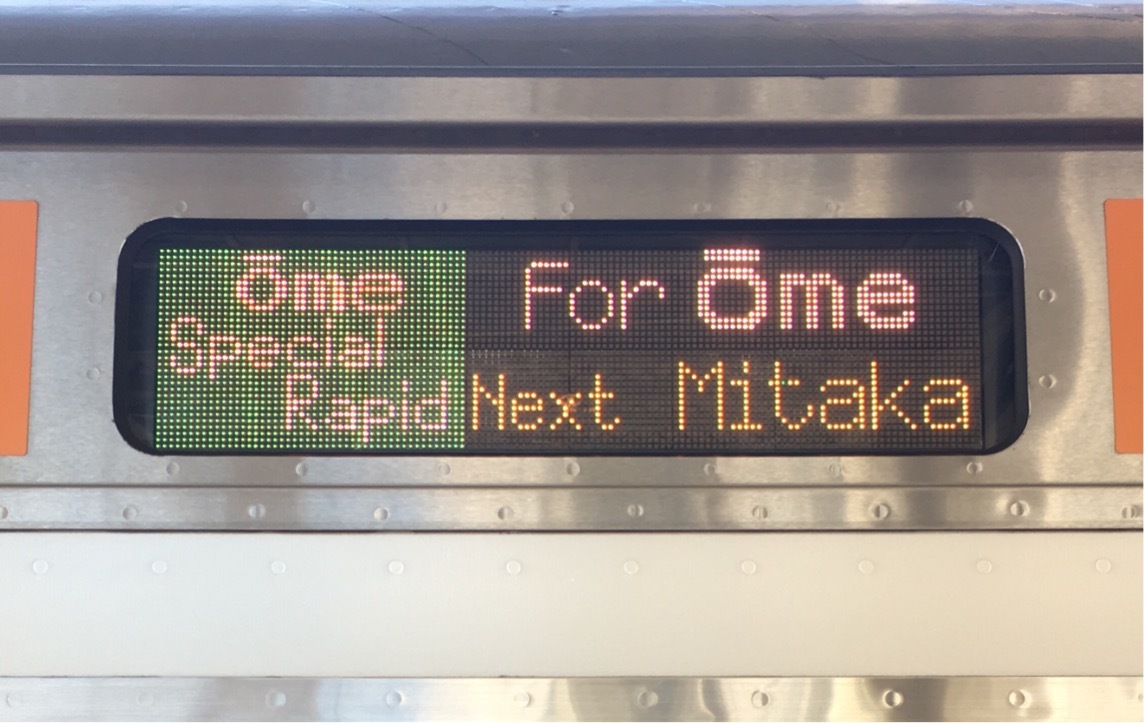 Ōme
Special
Rapid
For Ōme
Next Mitaka